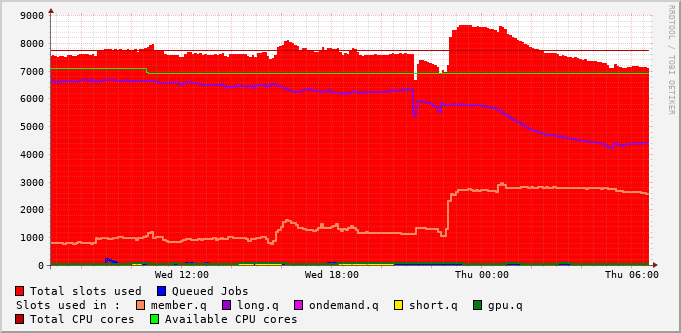 9000
8000
7000
6000
5000
4000
3000
2000
1000
0
Wed 12:00 Wed 18:00 Thu 00:00 Thu 06:00
RRDTOOL / TOBI OETIKER
Total slots used Queued Jobs
Slots used in : member.q long.q ondemand.q short.q gpu.q
Total CPU cores Available CPU cores